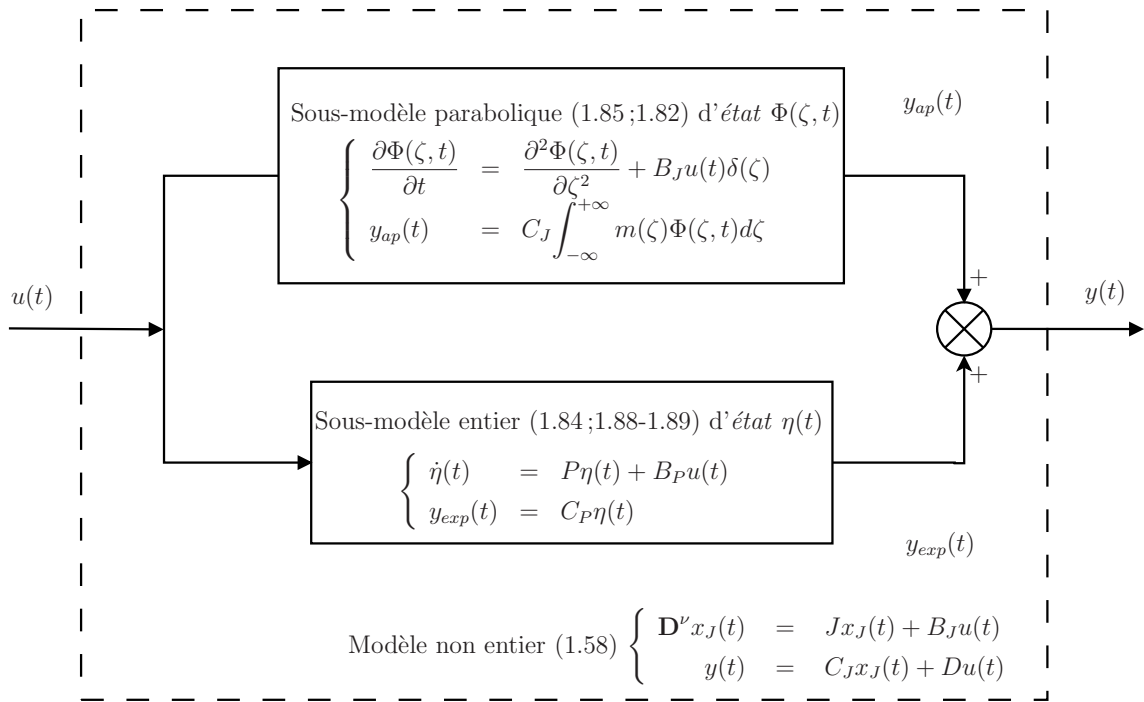 Sous-modèle parabolique (1.85 ;1.82) d'état Φ(ζ, t)
∂Φ(ζ, t)/∂t = ∂²Φ(ζ, t)/∂ζ² + B_J u(t)δ(ζ)
y_ap(t) = C_J ∫_{−∞}^{+∞} m(ζ)Φ(ζ, t)dζ
y_ap(t)
u(t)
+
y(t)
+
Sous-modèle entier (1.84 ;1.88-1.89) d'état η(t)
η̇(t) = Pη(t) + B_P u(t)
y_exp(t) = C_P η(t)
y_exp(t)
Modèle non entier (1.58)
D^ν x_J(t) = Jx_J(t) + B_J u(t)
y(t) = C_J x_J(t) + Du(t)